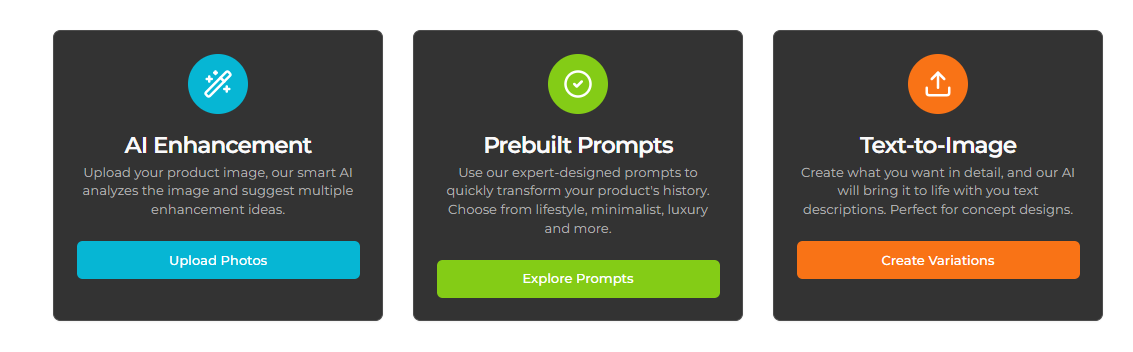 AI Enhancement
Upload your product image, our smart AI
analyzes the image and suggest multiple
enhancement ideas.
Upload Photos
Prebuilt Prompts
Use our expert-designed prompts to
quickly transform your product's history.
Choose from lifestyle, minimalist, luxury
and more.
Explore Prompts
Text-to-Image
Create what you want in detail, and our AI
will bring it to life with you text
descriptions. Perfect for concept designs.
Create Variations